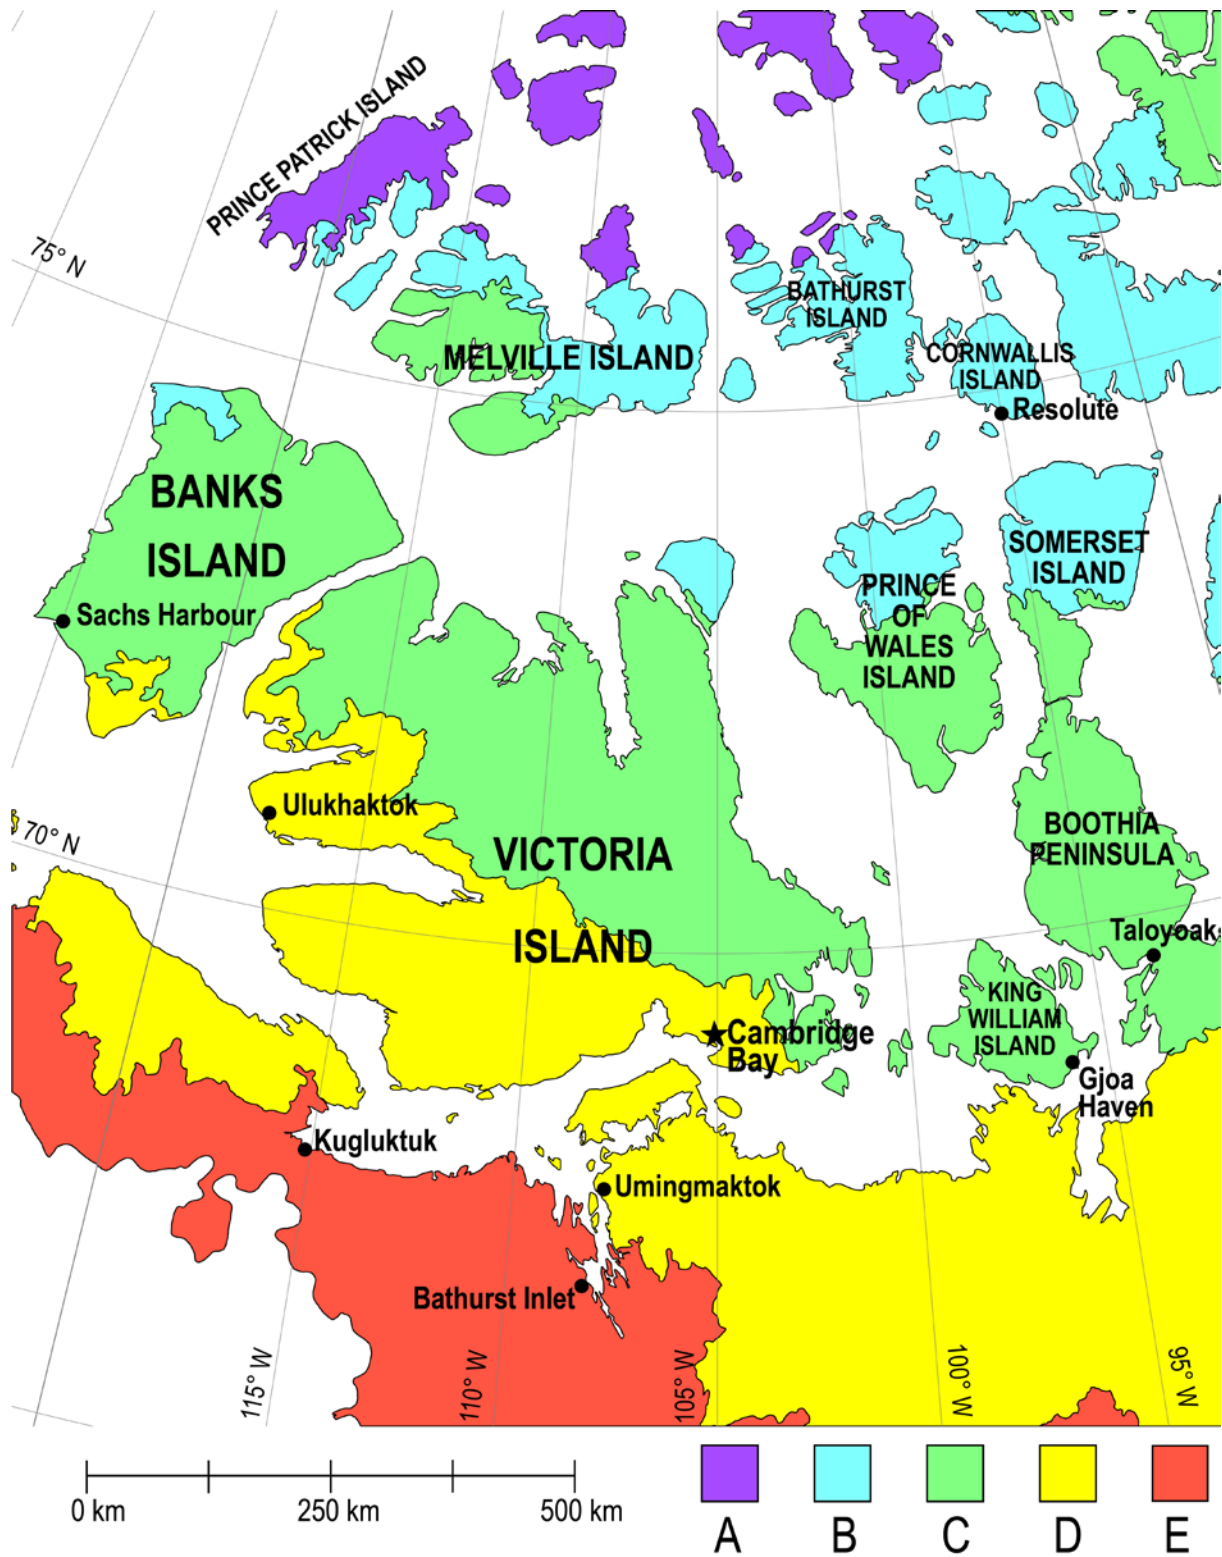 PRINCE PATRICK ISLAND
75° N
BATHURST
ISLAND
MELVILLE ISLAND
CORNWALLIS
ISLAND
Resolute
BANKS
ISLAND
SOMERSET
ISLAND
PRINCE
OF
WALES
ISLAND
Sachs Harbour
Ulukhaktok
70° N
VICTORIA
ISLAND
BOOTHIA
PENINSULA
Taloyoak
KING
WILLIAM
ISLAND
Cambridge
Bay
Gjoa
Haven
Kugluktuk
Umingmaktok
Bathurst Inlet
115° W
110° W
105° W
100° W
95° W
0 km
250 km
500 km
A
B
C
D
E